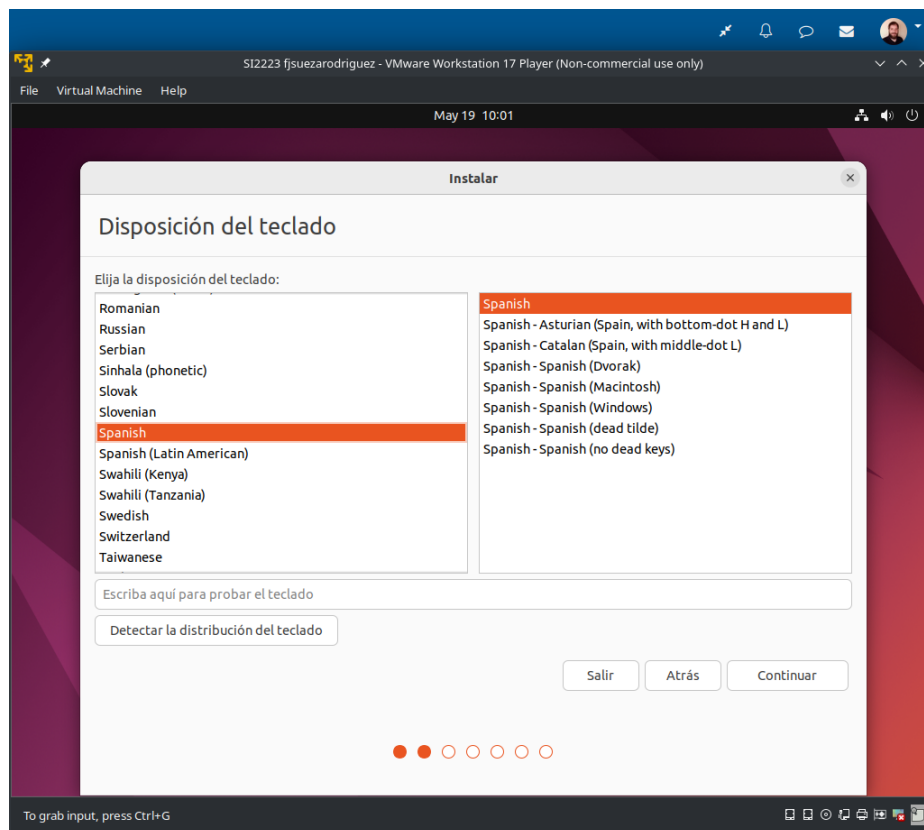 SI2223 fjsuezarodriguez - VMware Workstation 17 Player (Non-commercial use only)
File Virtual Machine Help
May 19 10:01
Instalar
Disposición del teclado
Elija la disposición del teclado:
Romanian
Russian
Serbian
Sinhala (phonetic)
Slovak
Slovenian
Spanish
Spanish (Latin American)
Swahili (Kenya)
Swahili (Tanzania)
Swedish
Switzerland
Taiwanese
Spanish
Spanish - Asturian (Spain, with bottom-dot H and L)
Spanish - Catalan (Spain, with middle-dot L)
Spanish - Spanish (Dvorak)
Spanish - Spanish (Macintosh)
Spanish - Spanish (Windows)
Spanish - Spanish (dead tilde)
Spanish - Spanish (no dead keys)
Escriba aquí para probar el teclado
Detectar la distribución del teclado
Salir Atrás Continuar
To grab input, press Ctrl+G